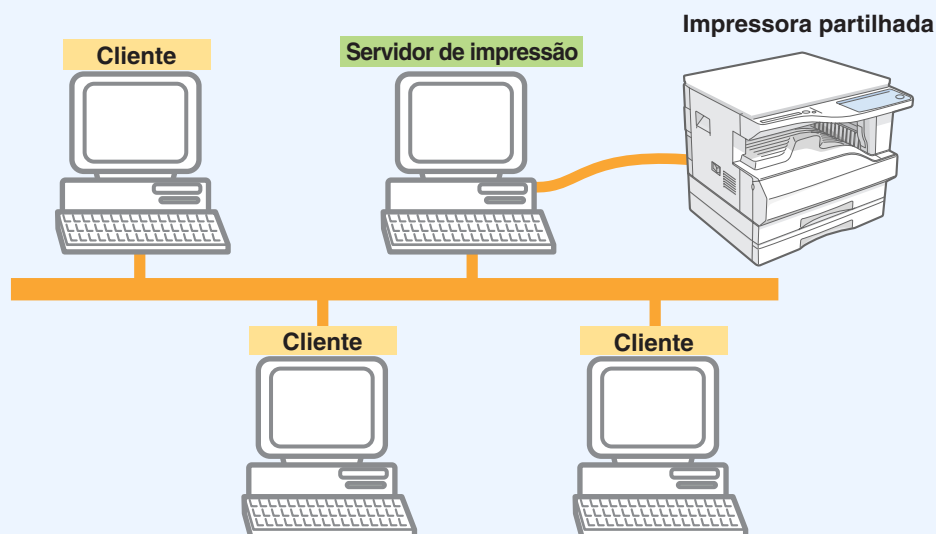 Impressora partilhada
Cliente
Servidor de impressão
Cliente
Cliente